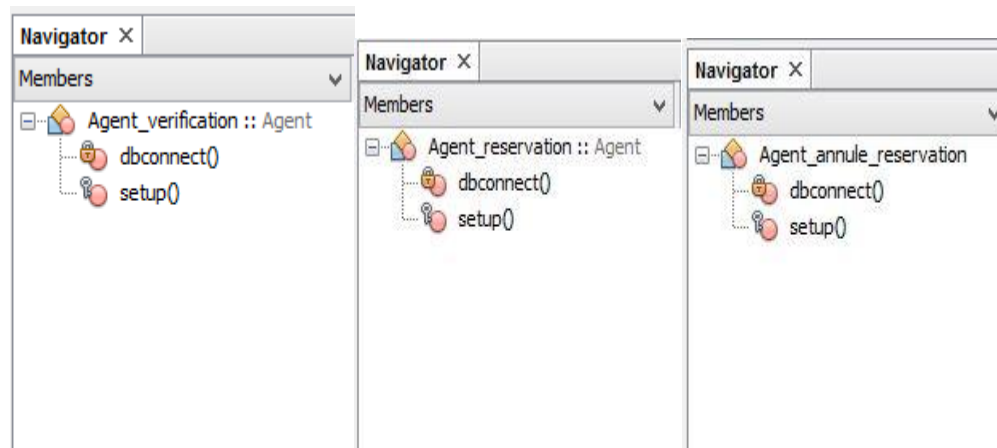 Navigator ×
Members
Agent_verification :: Agent
dbconnect()
setup()
Navigator ×
Members
Agent_reservation :: Agent
dbconnect()
setup()
Navigator ×
Members
Agent_annule_reservation
dbconnect()
setup()